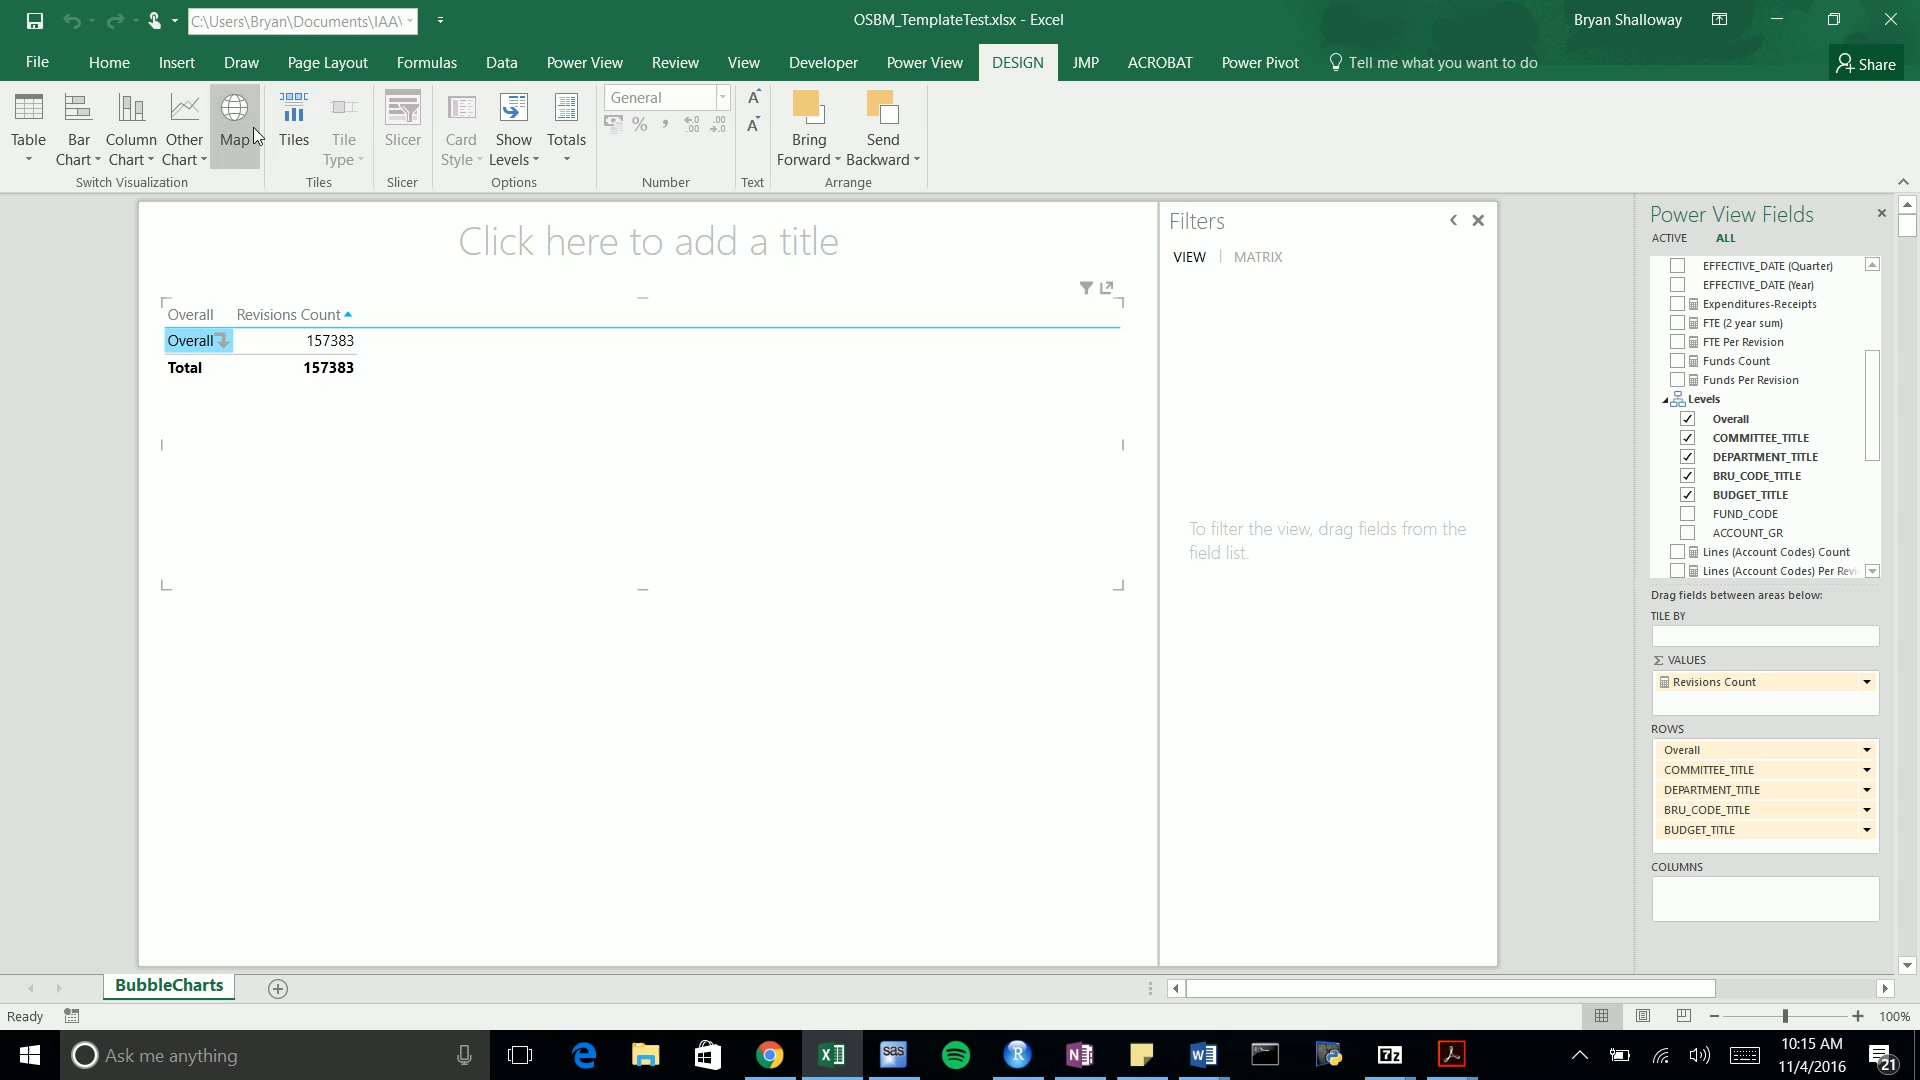 C:\Users\Bryan\Documents\IAA\
OSBM_TemplateTest.xlsx - Excel
Bryan Shalloway
File Home Insert Draw Page Layout Formulas Data Power View Review View Developer Power View DESIGN JMP ACROBAT Power Pivot Tell me what you want to do Share
Table
Bar Chart
Column Chart
Other Chart
Map
Switch Visualization
Tiles
Tile Type
Tiles
Slicer
Slicer
Card Style
Show Levels
Totals
Options
General
%
Number
A
A
Text
Bring Forward
Send Backward
Arrange
Click here to add a title
Overall Revisions Count
Overall 157383
Total 157383
Filters
VIEW | MATRIX
To filter the view, drag fields from the
field list.
Power View Fields
ACTIVE ALL
EFFECTIVE_DATE (Quarter)
EFFECTIVE_DATE (Year)
Expenditures-Receipts
FTE (2 year sum)
FTE Per Revision
Funds Count
Funds Per Revision
Levels
Overall
COMMITTEE_TITLE
DEPARTMENT_TITLE
BRU_CODE_TITLE
BUDGET_TITLE
FUND_CODE
ACCOUNT_GR
Lines (Account Codes) Count
Lines (Account Codes) Per Revi
Drag fields between areas below:
TILE BY
Σ VALUES
Revisions Count
ROWS
Overall
COMMITTEE_TITLE
DEPARTMENT_TITLE
BRU_CODE_TITLE
BUDGET_TITLE
COLUMNS
BubbleCharts
Ready
100%
Ask me anything
sas
R
N
W
7z
10:15 AM
11/4/2016
21